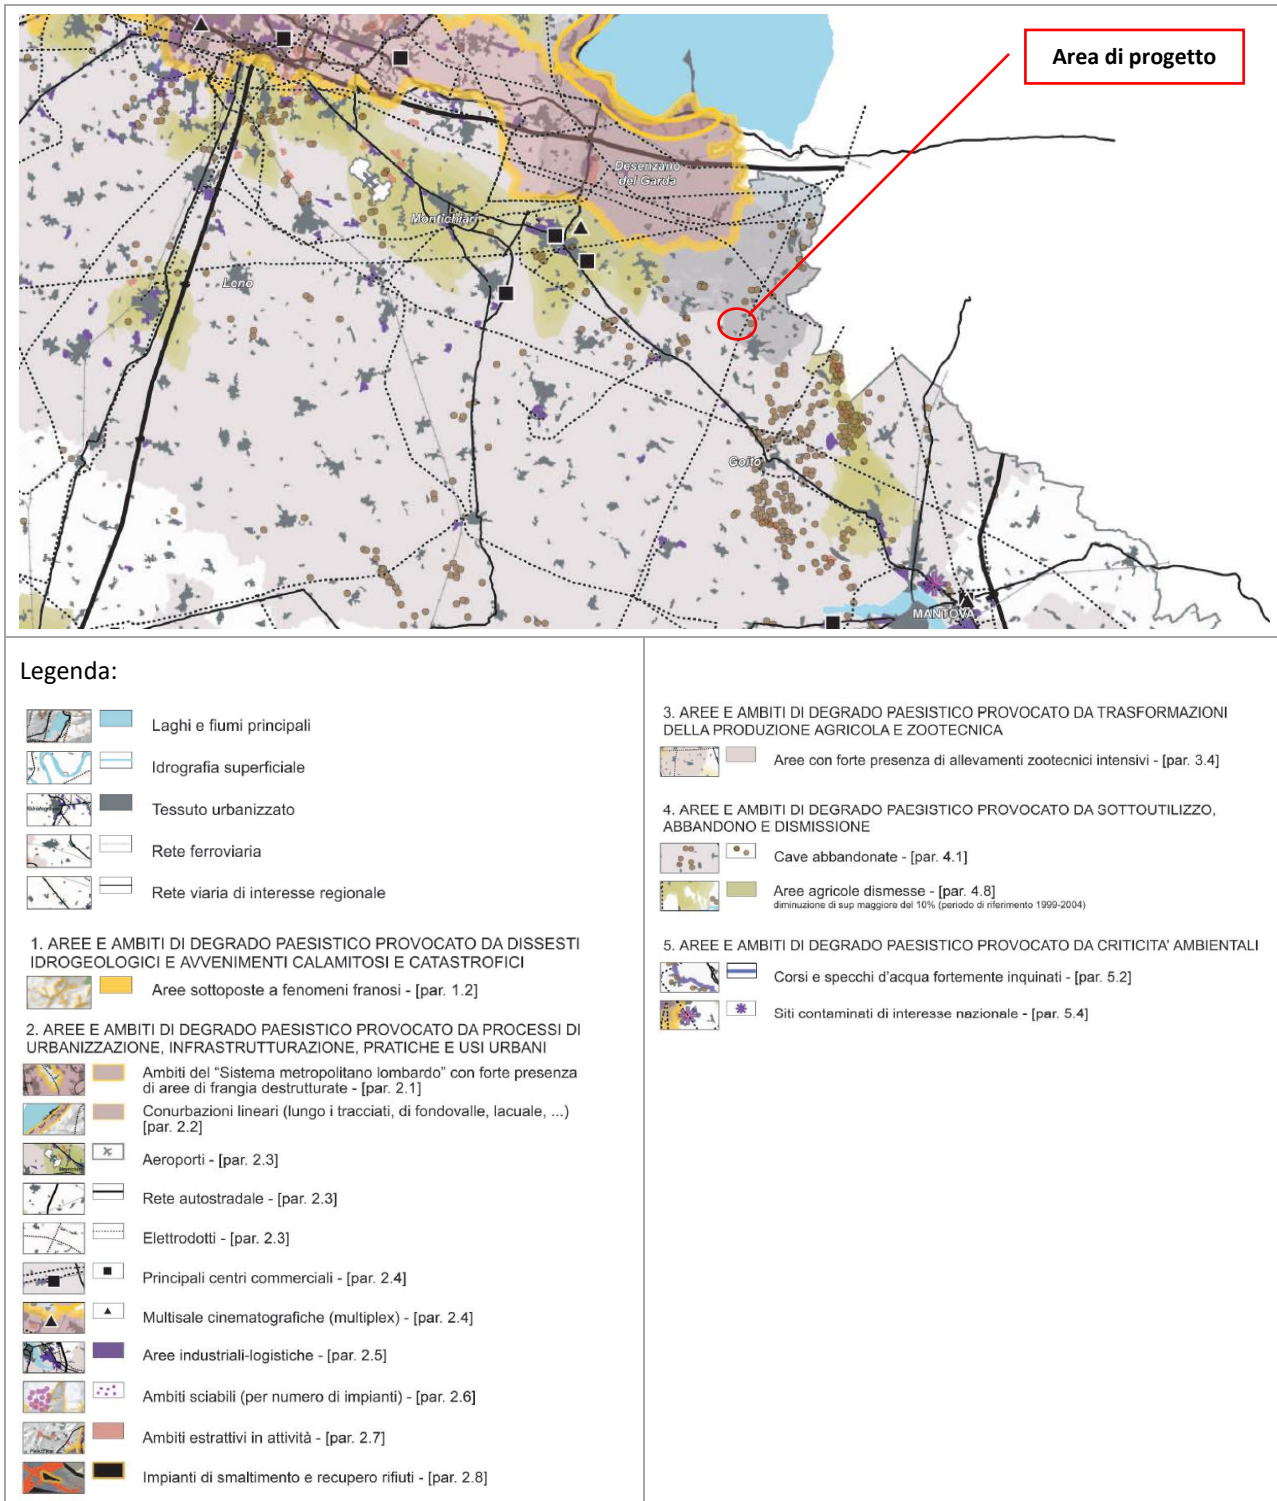 Area di progetto
Desenzano
del Garda
Montichiari
Leno
Goito
MANTOVA
Legenda:
Laghi e fiumi principali
Idrografia superficiale
Tessuto urbanizzato
Rete ferroviaria
Rete viaria di interesse regionale
1. AREE E AMBITI DI DEGRADO PAESISTICO PROVOCATO DA DISSESTI
IDROGEOLOGICI E AVVENIMENTI CALAMITOSI E CATASTROFICI
Aree sottoposte a fenomeni franosi - [par. 1.2]
2. AREE E AMBITI DI DEGRADO PAESISTICO PROVOCATO DA PROCESSI DI
URBANIZZAZIONE, INFRASTRUTTURAZIONE, PRATICHE E USI URBANI
Ambiti del "Sistema metropolitano lombardo" con forte presenza
di aree di frangia destrutturate - [par. 2.1]
Conurbazioni lineari (lungo i tracciati, di fondovalle, lacuale, ...)
[par. 2.2]
Aeroporti - [par. 2.3]
Rete autostradale - [par. 2.3]
Elettrodotti - [par. 2.3]
Principali centri commerciali - [par. 2.4]
Multisale cinematografiche (multiplex) - [par. 2.4]
Aree industriali-logistiche - [par. 2.5]
Ambiti sciabili (per numero di impianti) - [par. 2.6]
Ambiti estrattivi in attività - [par. 2.7]
Impianti di smaltimento e recupero rifiuti - [par. 2.8]
3. AREE E AMBITI DI DEGRADO PAESISTICO PROVOCATO DA TRASFORMAZIONI
DELLA PRODUZIONE AGRICOLA E ZOOTECNICA
Aree con forte presenza di allevamenti zootecnici intensivi - [par. 3.4]
4. AREE E AMBITI DI DEGRADO PAESISTICO PROVOCATO DA SOTTOUTILIZZO,
ABBANDONO E DISMISSIONE
Cave abbandonate - [par. 4.1]
Aree agricole dismesse - [par. 4.8]
diminuzione di sup maggiore del 10% (periodo di riferimento 1999-2004)
5. AREE E AMBITI DI DEGRADO PAESISTICO PROVOCATO DA CRITICITA' AMBIENTALI
Corsi e specchi d'acqua fortemente inquinati - [par. 5.2]
Siti contaminati di interesse nazionale - [par. 5.4]